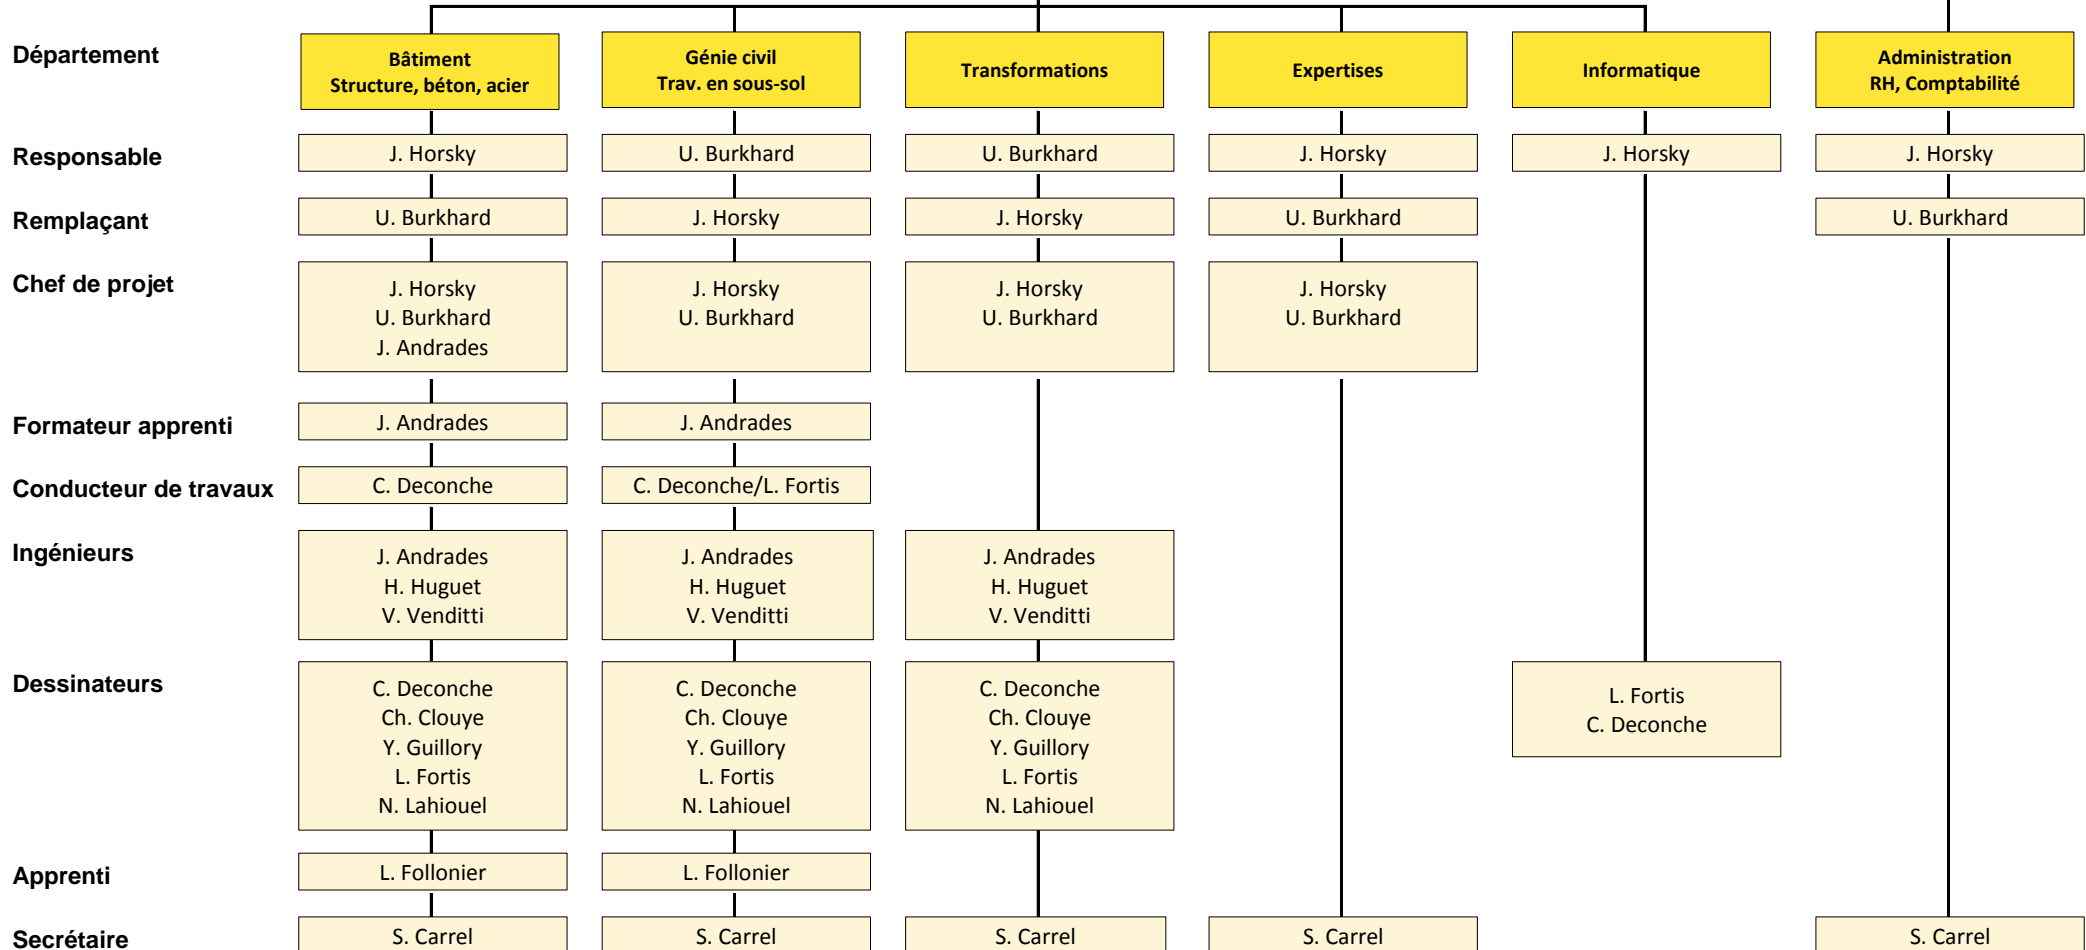 Département
Bâtiment
Structure, béton, acier
Génie civil
Trav. en sous-sol
Transformations
Expertises
Informatique
Administration
RH, Comptabilité
Responsable
J. Horsky
U. Burkhard
U. Burkhard
J. Horsky
J. Horsky
J. Horsky
Remplaçant
U. Burkhard
J. Horsky
J. Horsky
U. Burkhard
U. Burkhard
Chef de projet
J. Horsky
U. Burkhard
J. Andrades
J. Horsky
U. Burkhard
J. Horsky
U. Burkhard
J. Horsky
U. Burkhard
Formateur apprenti
J. Andrades
J. Andrades
Conducteur de travaux
C. Deconche
C. Deconche/L. Fortis
Ingénieurs
J. Andrades
H. Huguet
V. Venditti
J. Andrades
H. Huguet
V. Venditti
J. Andrades
H. Huguet
V. Venditti
Dessinateurs
C. Deconche
Ch. Clouye
Y. Guillory
L. Fortis
N. Lahiouel
C. Deconche
Ch. Clouye
Y. Guillory
L. Fortis
N. Lahiouel
C. Deconche
Ch. Clouye
Y. Guillory
L. Fortis
N. Lahiouel
L. Fortis
C. Deconche
Apprenti
L. Follonier
L. Follonier
Secrétaire
S. Carrel
S. Carrel
S. Carrel
S. Carrel
S. Carrel